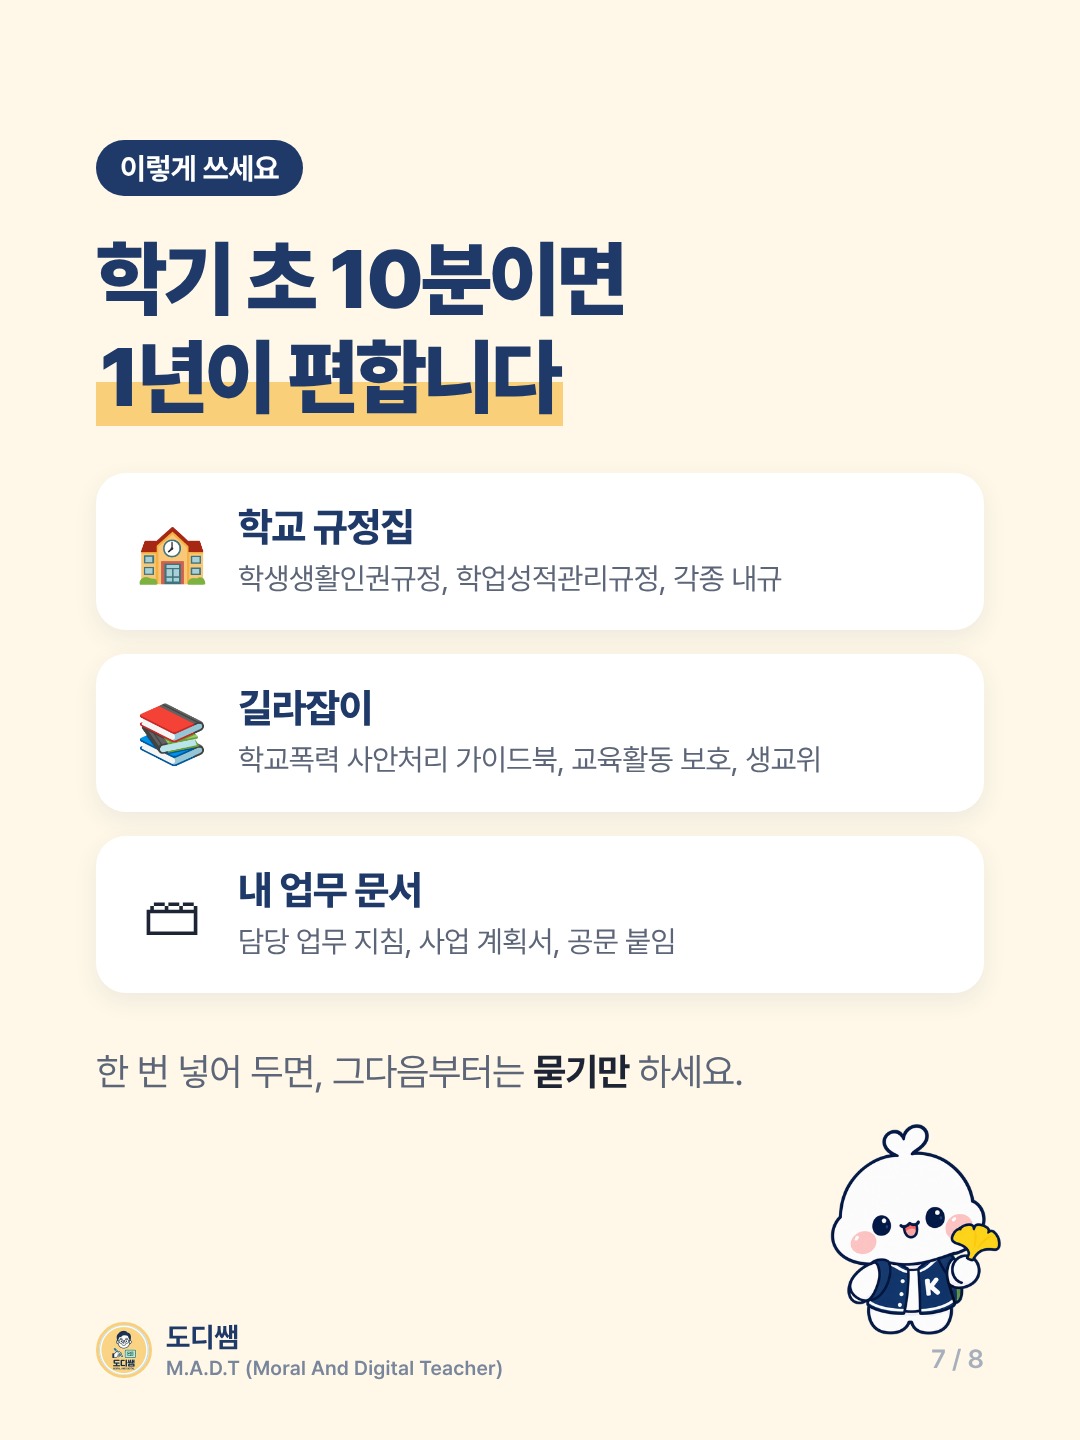 이렇게 쓰세요
학기 초 10분이면
1년이 편합니다
학교 규정집
학생생활인권규정, 학업성적관리규정, 각종 내규
길라잡이
학교폭력 사안처리 가이드북, 교육활동 보호, 생교위
내 업무 문서
담당 업무 지침, 사업 계획서, 공문 붙임
한 번 넣어 두면, 그다음부터는 묻기만 하세요.
K
도디쌤
도디쌤
M.A.D.T (Moral And Digital Teacher)
7 / 8